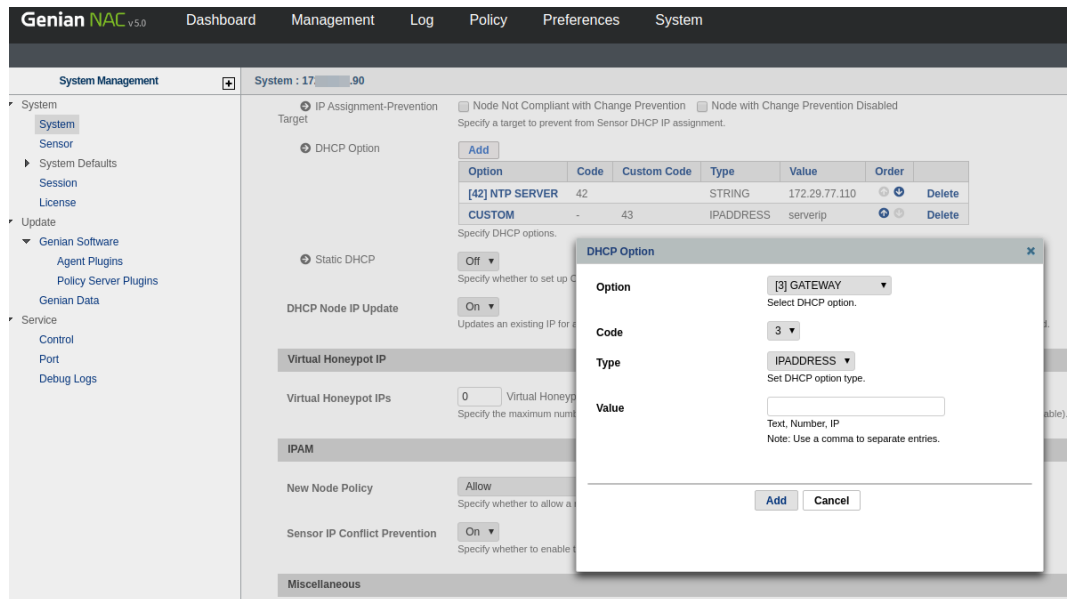 Genian NAC v5.0 Dashboard Management Log Policy Preferences System
System Management
System : 17 .90
System
System
Sensor
System Defaults
Session
License
Update
Genian Software
Agent Plugins
Policy Server Plugins
Genian Data
Service
Control
Port
Debug Logs
IP Assignment-Prevention Target
Node Not Compliant with Change Prevention Node with Change Prevention Disabled
Specify a target to prevent from Sensor DHCP IP assignment.
DHCP Option
Add
Option Code Custom Code Type Value Order
[42] NTP SERVER 42 STRING 172.29.77.110 Delete
CUSTOM - 43 IPADDRESS serverip Delete
Specify DHCP options.
Static DHCP
Off
Specify whether to set up
DHCP Node IP Update
On
Updates an existing IP for
Virtual Honeypot IP
Virtual Honeypot IPs
0 Virtual Honeyp
Specify the maximum num
able)
IPAM
New Node Policy
Allow
Specify whether to allow a
Sensor IP Conflict Prevention
On
Specify whether to enable
Miscellaneous
DHCP Option
Option
[3] GATEWAY
Select DHCP option.
Code
3
Type
IPADDRESS
Set DHCP option type.
Value
Text, Number, IP
Note: Use a comma to separate entries.
Add Cancel